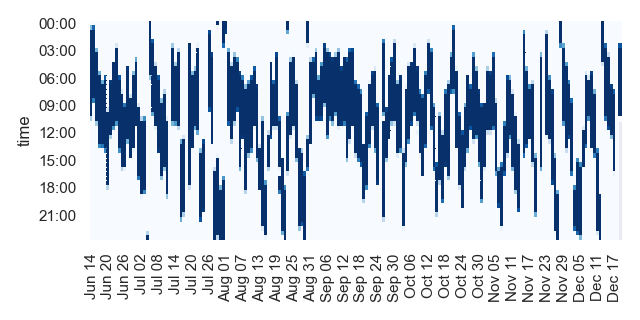 00:00
03:00
06:00
09:00
12:00
15:00
18:00
21:00
time
Jun 14
Jun 20
Jun 26
Jul 02
Jul 08
Jul 14
Jul 20
Jul 26
Aug 01
Aug 07
Aug 13
Aug 19
Aug 25
Aug 31
Sep 06
Sep 12
Sep 18
Sep 24
Sep 30
Oct 06
Oct 12
Oct 18
Oct 24
Oct 30
Nov 05
Nov 11
Nov 17
Nov 23
Nov 29
Dec 05
Dec 11
Dec 17